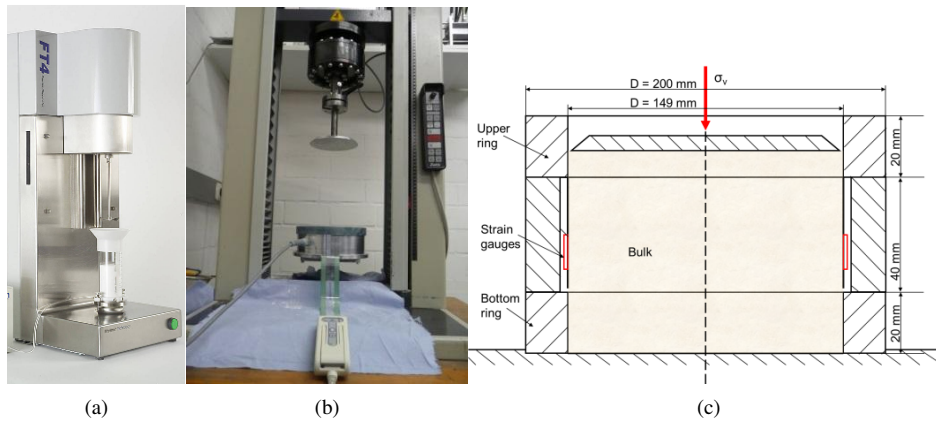 FT4
4
σv
D = 200 mm
D = 149 mm
Upper
ring
20 mm
Strain
gauges
Bulk
40 mm
Bottom
ring
20 mm
(a)
(b)
(c)